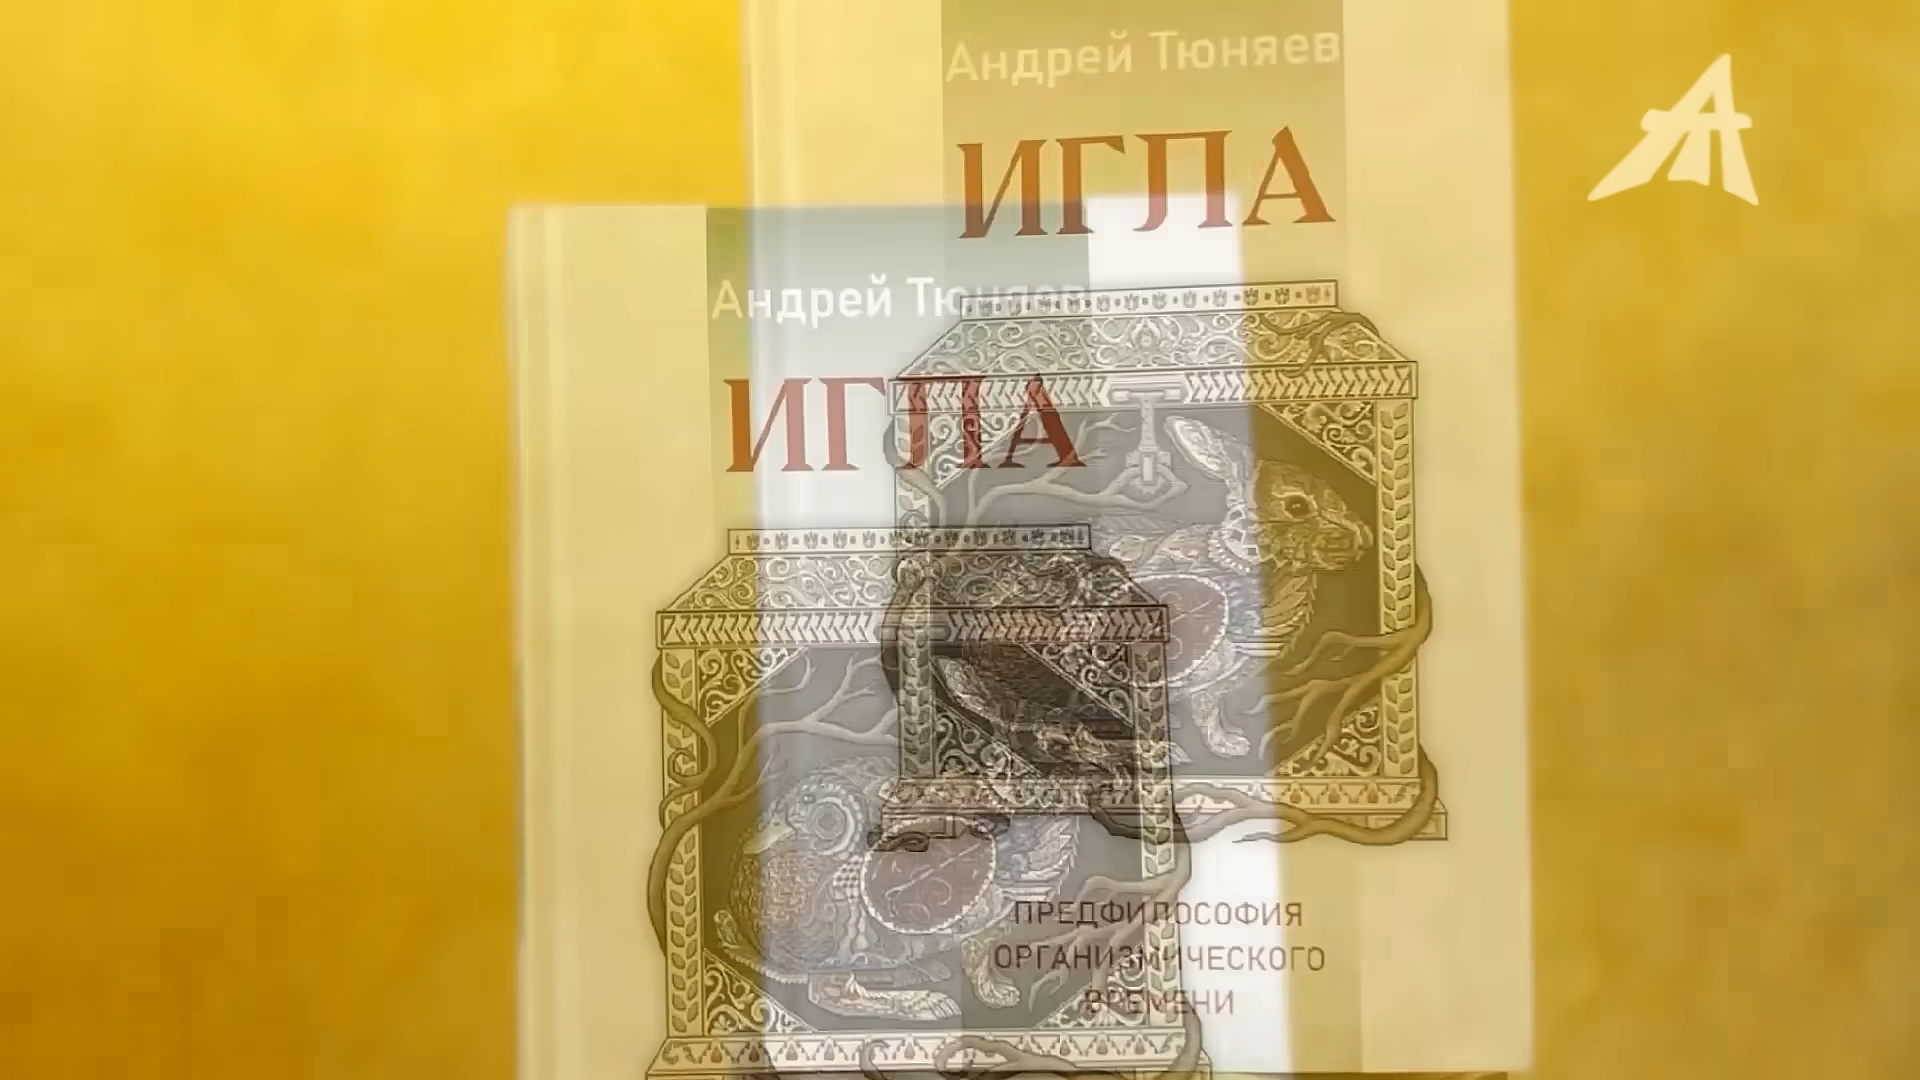 Андрей Тюняев
ИГЛА
Андрей Тюняев
ИГЛА
ПРЕДФИЛОСОФИЯ
ОРГАНИЗМИЧЕСКОГО
ВРЕМЕНИ